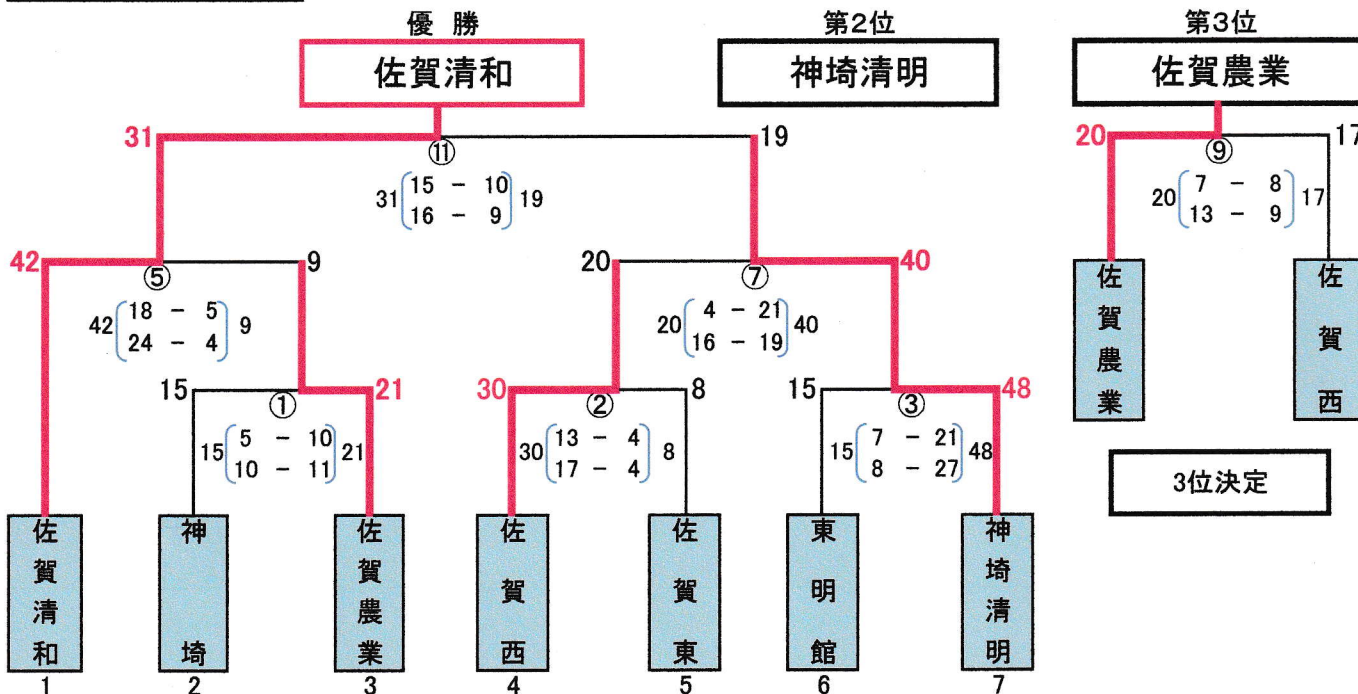 優 勝 第2位 第3位
佐賀清和 神埼清明 佐賀農業
31 19 20 17
⑪ ⑨
31 15 - 10 19
16 - 9
20 7 - 8 17
13 - 9
42 9 20 40
⑤ ⑦
42 18 - 5 9
24 - 4
20 4 - 21 40
16 - 19
佐賀農業
佐賀西
15 21 30 8 15 48
① ② ③
15 5 - 10 21
10 - 11
30 13 - 4 8
17 - 4
15 7 - 21 48
8 - 27
3位決定
佐賀清和
神埼
佐賀農業
佐賀西
佐賀東
東明館
神埼清明
1 2 3 4 5 6 7